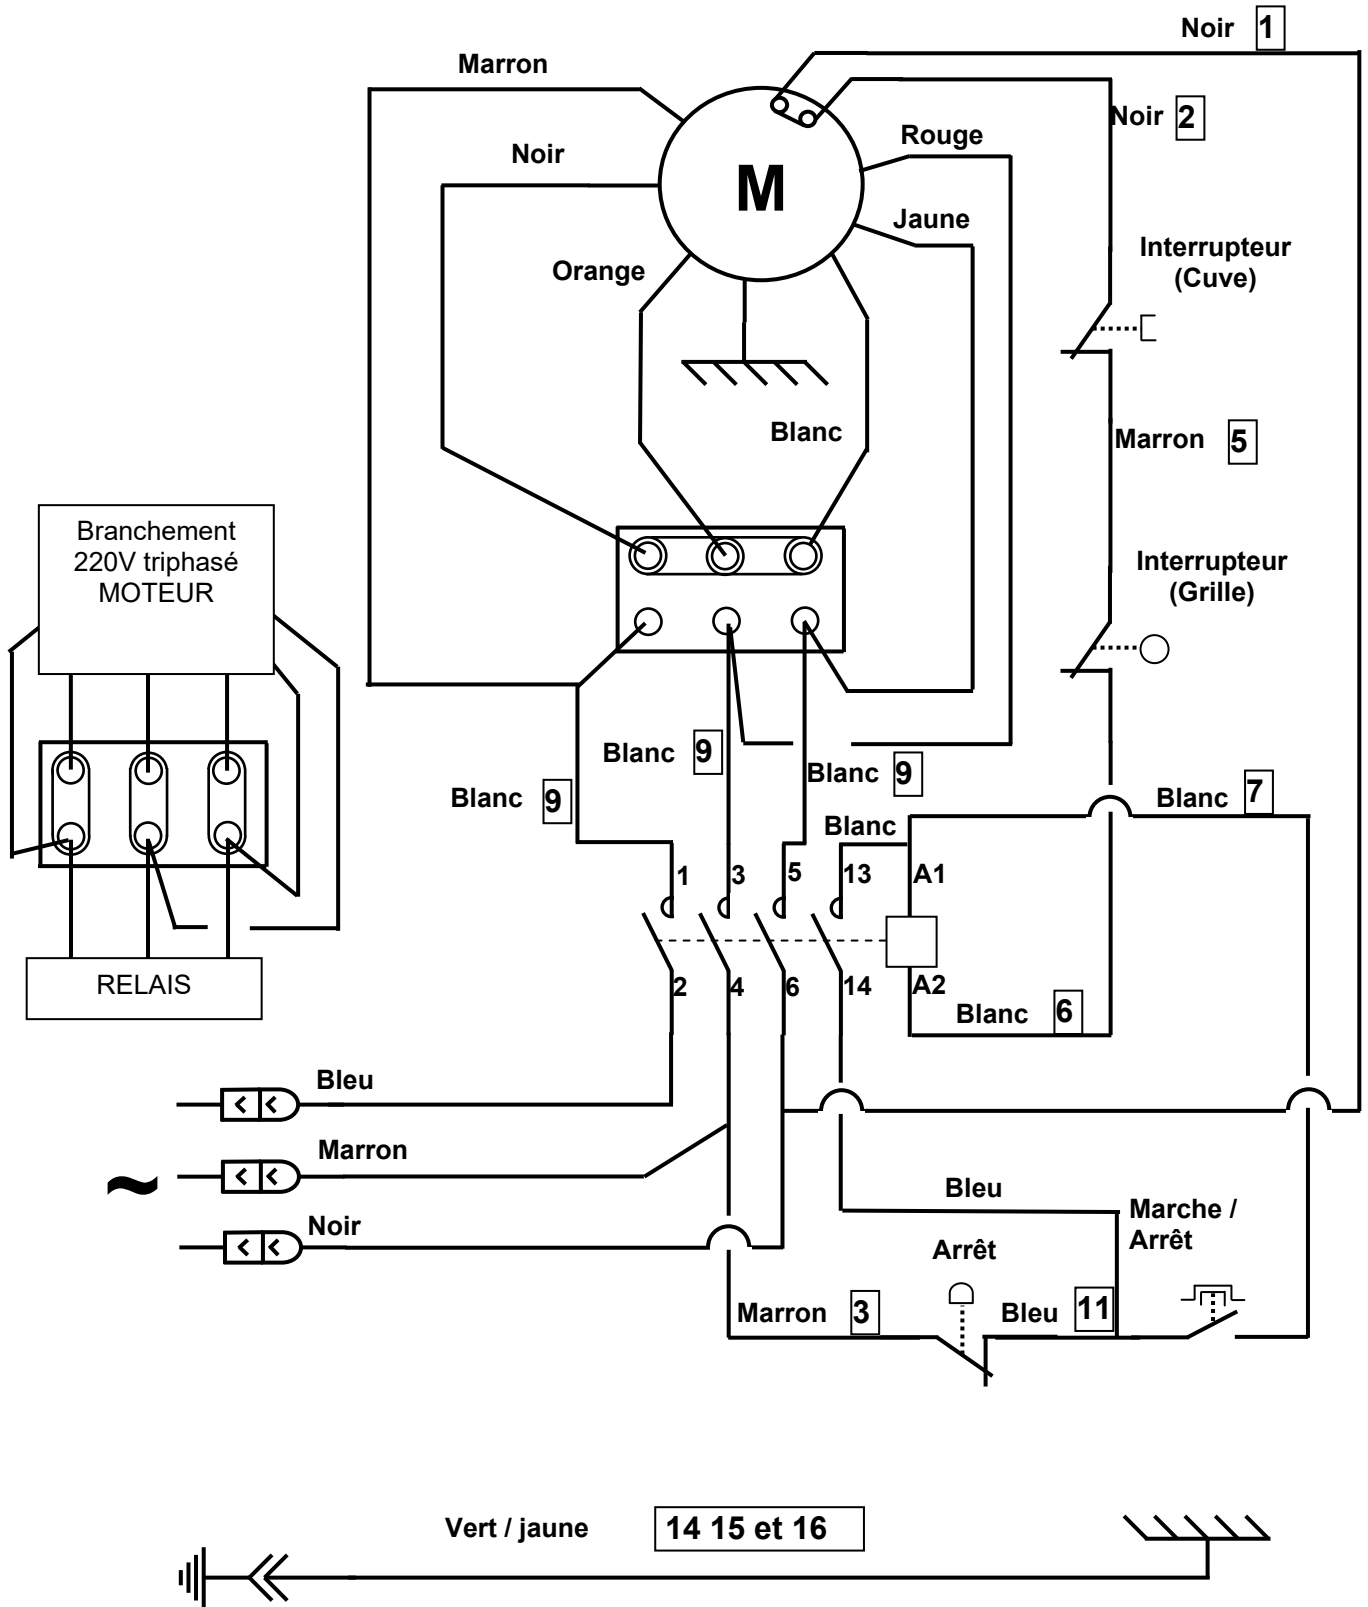 Noir 1
Marron
Noir 2
Rouge
Noir
M
Jaune
Interrupteur
(Cuve)
Orange
Blanc
Marron 5
Branchement
220V triphasé
MOTEUR
Interrupteur
(Grille)
Blanc 9
Blanc 9
Blanc 9
Blanc 7
Blanc
1 3 5 13 A1
2 4 6 14 A2
RELAIS
Blanc 6
Bleu
Marron
~
Noir
Bleu
Marche /
Arrêt
Arrêt
Marron 3
Bleu 11
Vert / jaune 14 15 et 16